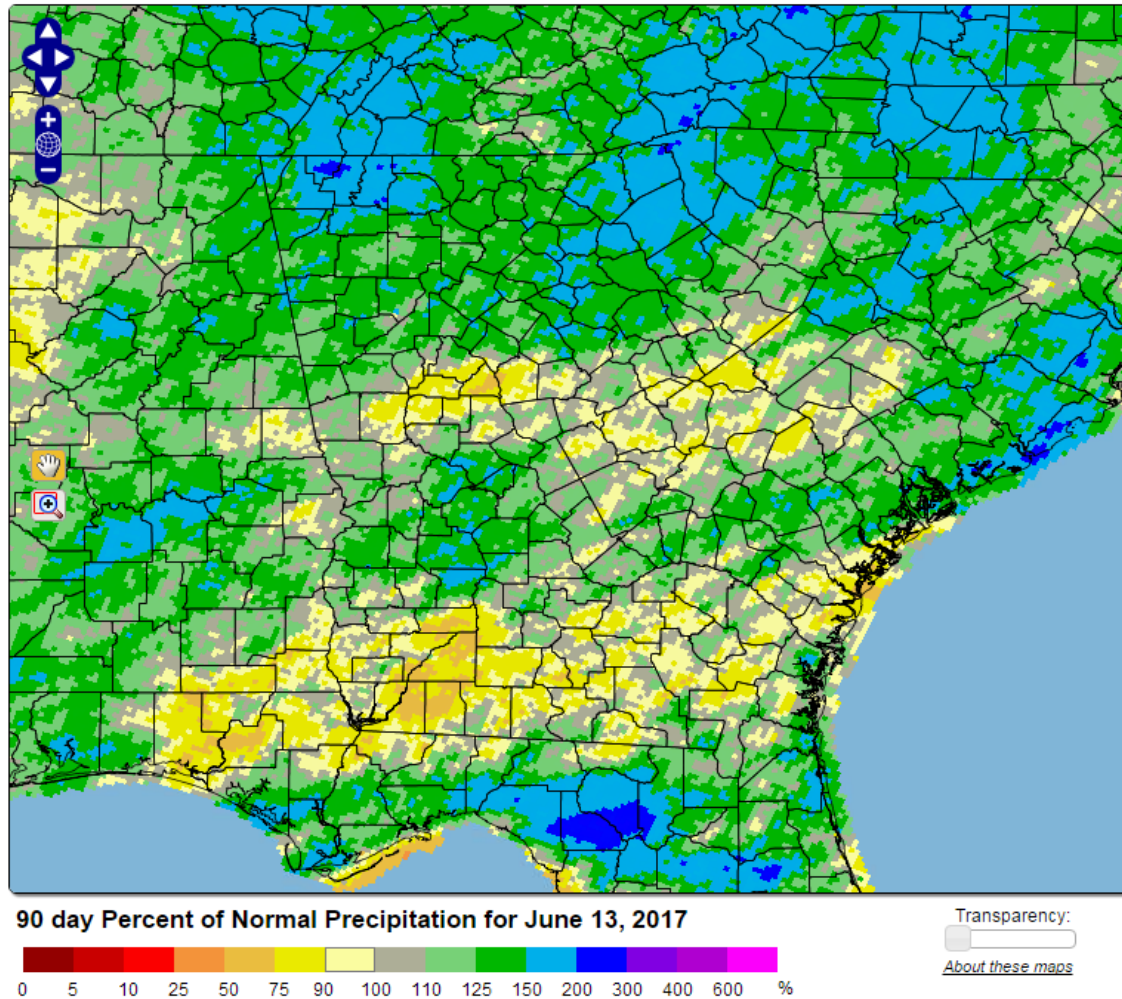 90 day Percent of Normal Precipitation for June 13, 2017
Transparency:
About these maps
0 5 10 25 50 75 90 100 110 125 150 200 300 400 600 %